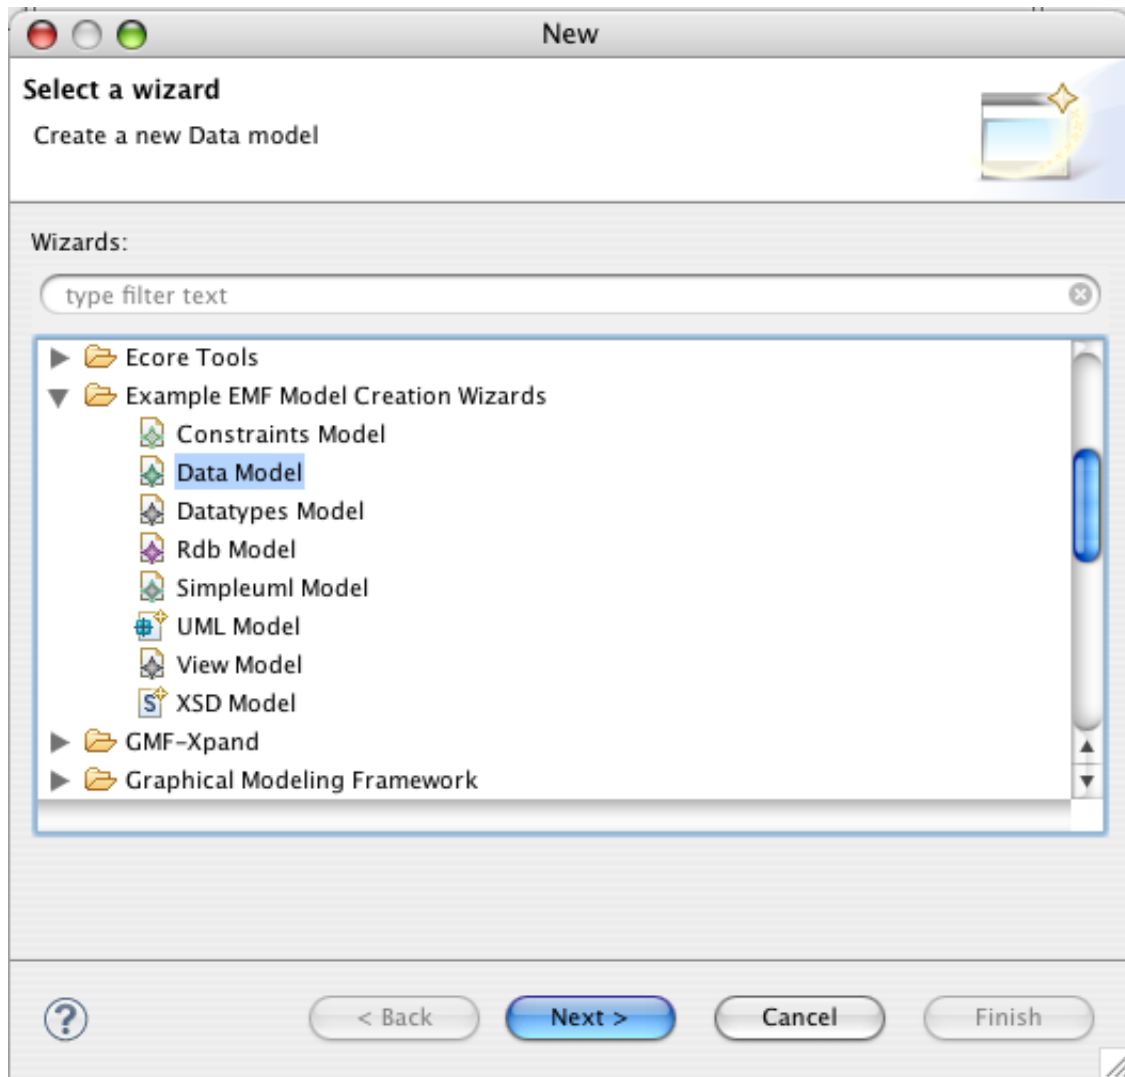 New
Select a wizard
Create a new Data model
Wizards:
type filter text
Ecore Tools
Example EMF Model Creation Wizards
Constraints Model
Data Model
Datatypes Model
Rdb Model
Simpleuml Model
UML Model
View Model
XSD Model
GMF-Xpand
Graphical Modeling Framework
? < Back Next > Cancel Finish